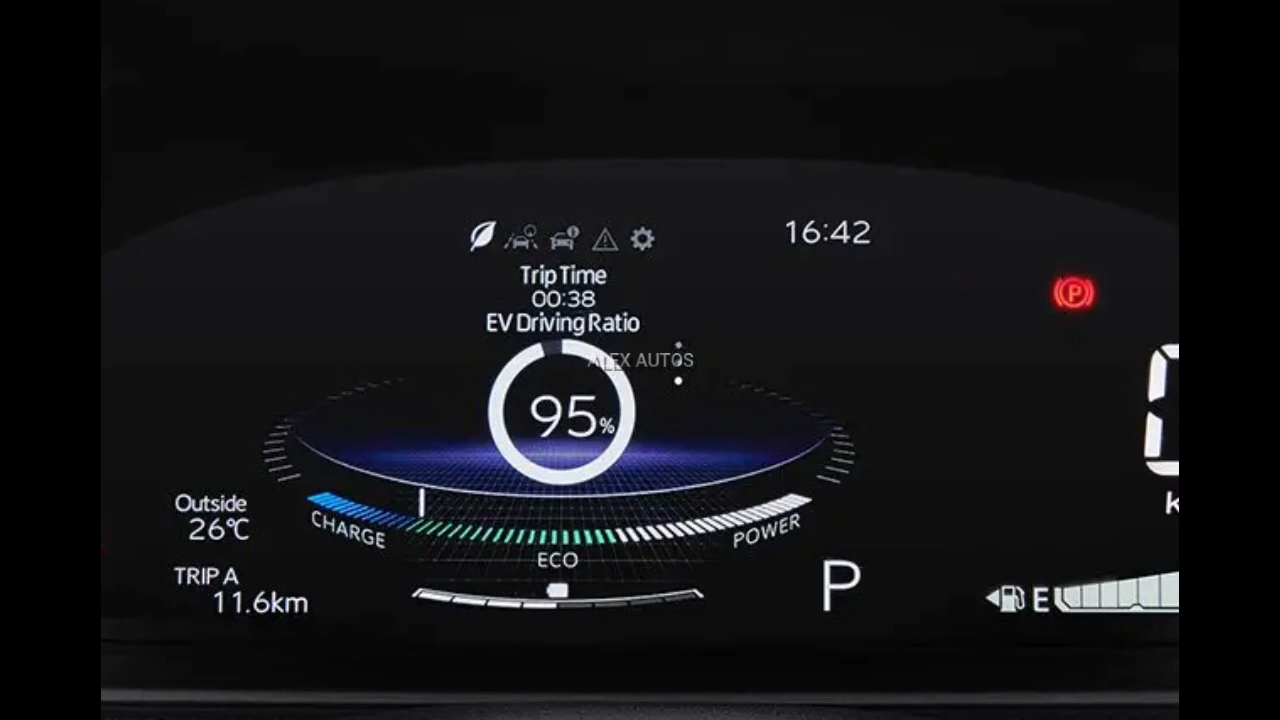 16:42
Trip Time
00:38
EV Driving Ratio
ALEX AUTOS
95%
Outside
26℃
CHARGE
ECO
POWER
TRIP A
11.6km
P
E
P